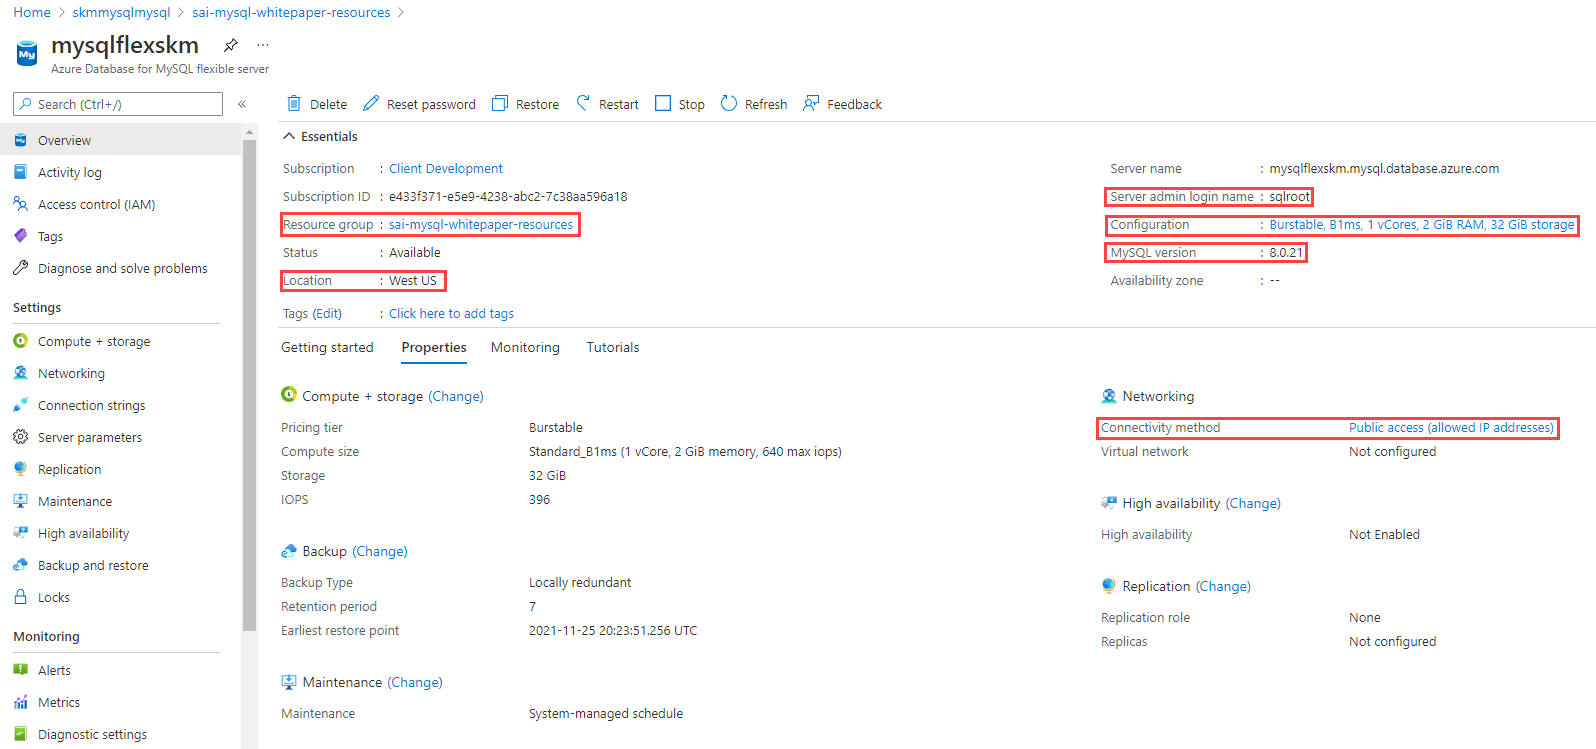 Home > skmmysqlmysql > sai-mysql-whitepaper-resources >
My
mysqlflexskm ...
Azure Database for MySQL flexible server
Search (Ctrl+/) «
Overview
Activity log
Access control (IAM)
Tags
Diagnose and solve problems
Settings
Compute + storage
Networking
Connection strings
Server parameters
Replication
Maintenance
High availability
Backup and restore
Locks
Monitoring
Alerts
Metrics
Diagnostic settings
Delete Reset password Restore Restart Stop Refresh Feedback
Essentials
Subscription : Client Development
Subscription ID : e433f371-e5e9-4238-abc2-7c38aa596a18
Resource group : sai-mysql-whitepaper-resources
Status : Available
Location : West US
Tags (Edit) : Click here to add tags
Server name : mysqlflexskm.mysql.database.azure.com
Server admin login name : sqlroot
Configuration : Burstable, B1ms, 1 vCores, 2 GiB RAM, 32 GiB storage
MySQL version : 8.0.21
Availability zone : --
Getting started Properties Monitoring Tutorials
Compute + storage (Change)
Pricing tier Burstable
Compute size Standard_B1ms (1 vCore, 2 GiB memory, 640 max iops)
Storage 32 GiB
IOPS 396
Backup (Change)
Backup Type Locally redundant
Retention period 7
Earliest restore point 2021-11-25 20:23:51.256 UTC
Maintenance (Change)
Maintenance System-managed schedule
Networking
Connectivity method Public access (allowed IP addresses)
Virtual network Not configured
High availability (Change)
High availability Not Enabled
Replication (Change)
Replication role None
Replicas Not configured